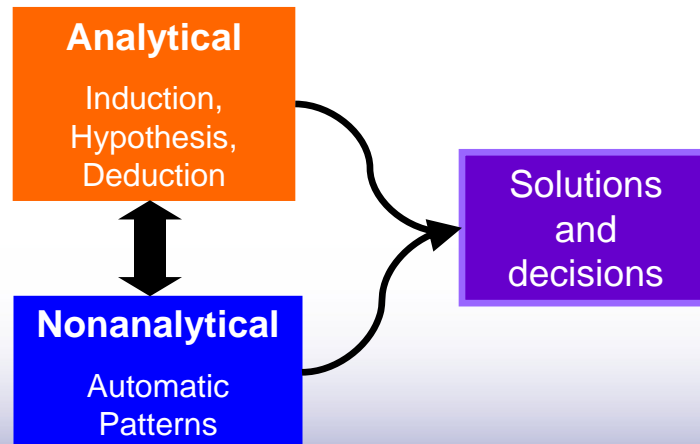 Analytical
Induction,
Hypothesis,
Deduction
Solutions
and
decisions
Nonanalytical
Automatic
Patterns